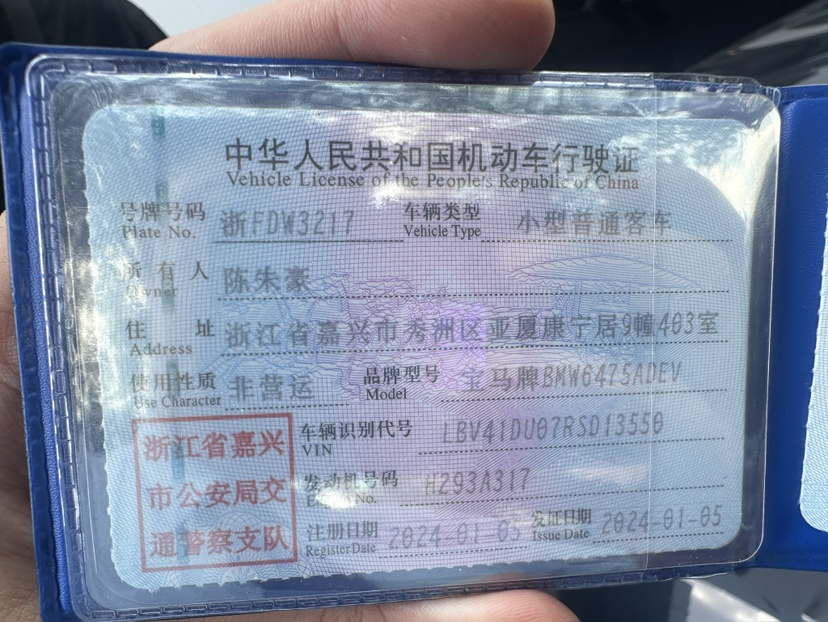 中华人民共和国机动车行驶证
Vehicle License of the People's Republic of China
号牌号码 浙FDW3217 车辆类型 小型普通客车
Plate No. Vehicle Type
所有人 陈朱豪
Owner
住址 浙江省嘉兴市秀洲区亚厦康宁居9幢403室
Address
使用性质 非营运 品牌型号 宝马牌BMW6475ADEV
Use Character Model
浙江省嘉兴
市公安局交
通警察支队
车辆识别代号 LBV41DU07RSD13550
VIN
发动机号码 H293A317
Engine No.
注册日期 2024-01-05 发证日期 2024-01-05
Register Date Issue Date